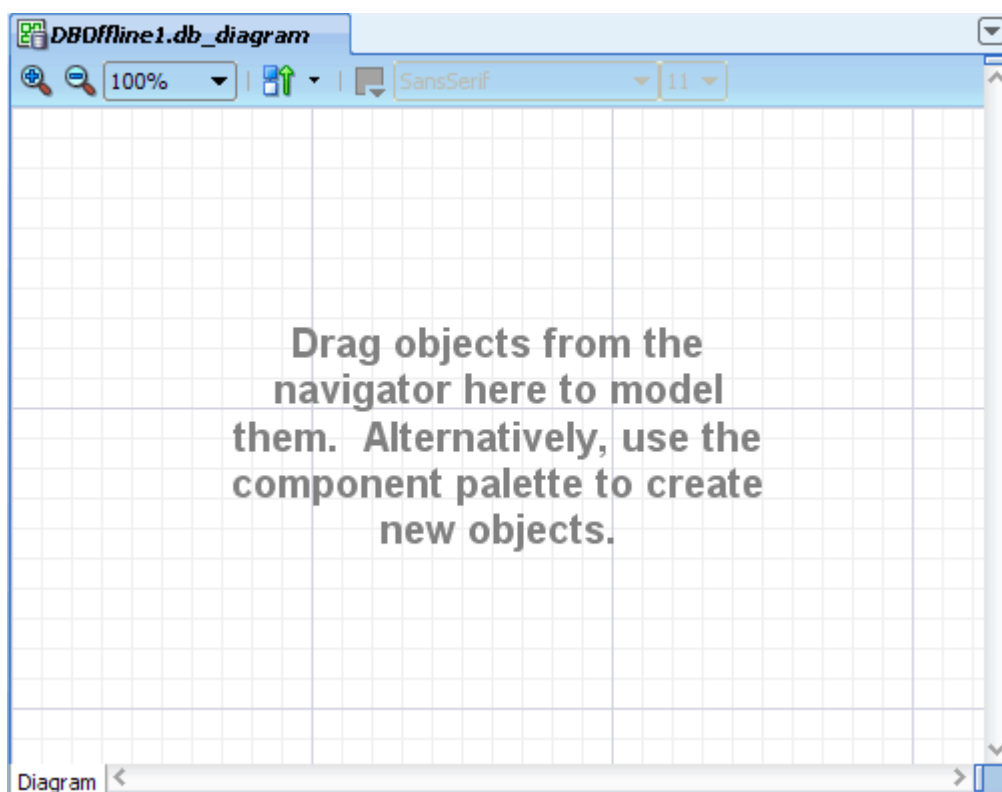 DBOffline1.db_diagram
100% SansSerif 11
Drag objects from the
navigator here to model
them.  Alternatively, use the
component palette to create
new objects.
Diagram